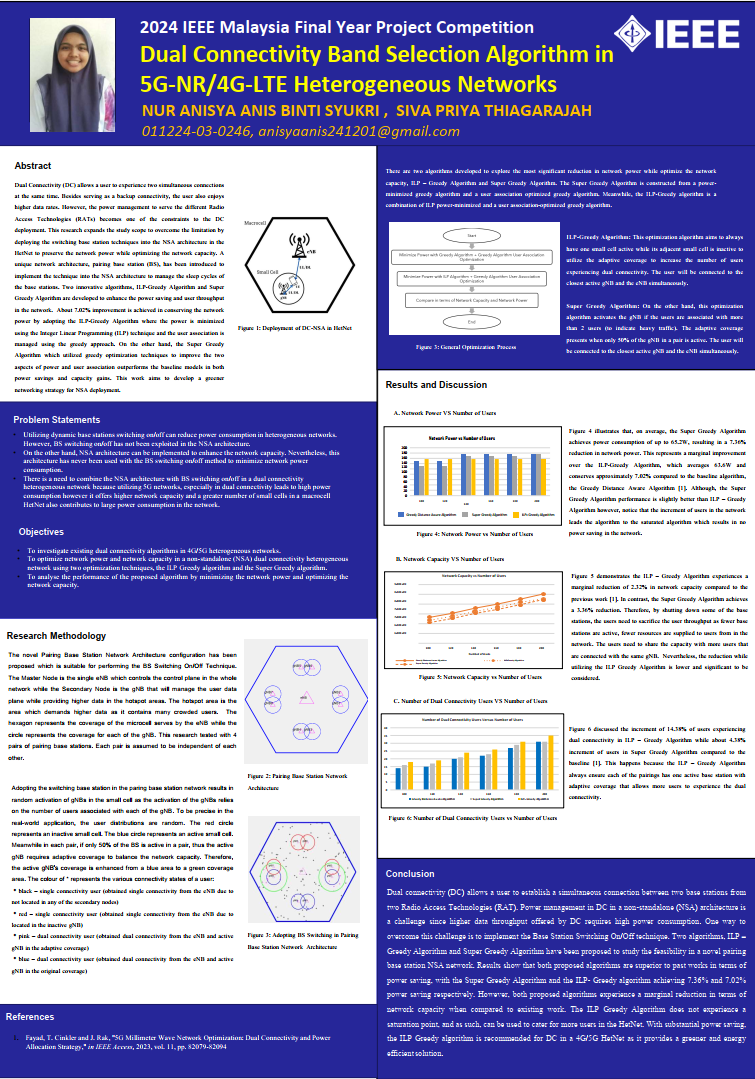 2024 IEEE Malaysia Final Year Project Competition
IEEE
Dual Connectivity Band Selection Algorithm in
5G-NR/4G-LTE Heterogeneous Networks
NUR ANISYA ANIS BINTI SYUKRI , SIVA PRIYA THIAGARAJAH
011224-03-0246, anisyaanis241201@gmail.com
Abstract
Dual Connectivity (DC) allows a user to experience two simultaneous connections
at the same time. Besides serving as a backup connectivity, the user also enjoys
higher data rates. However, the power management to serve the different Radio
Access Technologies (RATs) becomes one of the constraints to the DC
deployment. This research expands the study scope to overcome the limitation by
deploying the switching base station techniques into the NSA architecture in the
HetNet to preserve the network power while optimizing the network capacity. A
unique network architecture, pairing base station (BS), has been introduced to
implement the technique into the NSA architecture to manage the sleep cycles of
the base stations. Two innovative algorithms, ILP-Greedy Algorithm and Super
Greedy Algorithm are developed to enhance the power saving and user throughput
in the network. About 7.02% improvement is achieved in conserving the network
power by adopting the ILP-Greedy Algorithm where the power is minimized
using the Integer Linear Programming (ILP) technique and the user association is
managed using the greedy approach. On the other hand, the Super Greedy
Algorithm which utilized greedy optimization techniques to improve the two
aspects of power and user association outperforms the baseline models in both
power savings and capacity gains. This work aims to develop a greener
networking strategy for NSA deployment.
Macrocell
eNB
Small Cell
UL/DL
gNB
Figure 1: Deployment of DC-NSA in HetNet
Problem Statements
• Utilizing dynamic base stations switching on/off can reduce power consumption in heterogeneous networks.
However, BS switching on/off has not been exploited in the NSA architecture.
• On the other hand, NSA architecture can be implemented to enhance the network capacity. Nevertheless, this
architecture has never been used with the BS switching on/off method to minimize network power
consumption.
• There is a need to combine the NSA architecture with BS switching on/off in a dual connectivity
heterogeneous network because utilizing 5G networks, especially in dual connectivity leads to high power
consumption however it offers higher network capacity and a greater number of small cells in a macrocell
HetNet also contributes to large power consumption in the network.
Objectives
• To investigate existing dual connectivity algorithms in 4G/5G heterogeneous networks.
• To optimize network power and network capacity in a non-standalone (NSA) dual connectivity heterogeneous
network using two optimization techniques, the ILP Greedy algorithm and the Super Greedy algorithm.
• To analyse the performance of the proposed algorithm by minimizing the network power and optimizing the
network capacity.
Research Methodology
The novel Pairing Base Station Network Architecture configuration has been
proposed which is suitable for performing the BS Switching On/Off Technique.
The Master Node is the single eNB which controls the control plane in the whole
network while the Secondary Node is the gNB that will manage the user data
plane while providing higher data in the hotspot areas. The hotspot area is the
area which demands higher data as it contains many crowded users. The
hexagon represents the coverage of the microcell serves by the eNB while the
circle represents the coverage for each of the gNB. This research tested with 4
pairs of pairing base stations. Each pair is assumed to be independent of each
other.
Figure 2: Pairing Base Station Network
Architecture
Adopting the switching base station in the paring base station network results in
random activation of gNBs in the small cell as the activation of the gNBs relies
on the number of users associated with each of the gNB. To be precise in the
real-world application, the user distributions are random. The red circle
represents an inactive small cell. The blue circle represents an active small cell.
Meanwhile in each pair, if only 50% of the BS is active in a pair, thus the active
gNB requires adaptive coverage to balance the network capacity. Therefore,
the active gNB's coverage is enhanced from a blue area to a green coverage
area. The colour of * represents the various connectivity states of a user:
* black – single connectivity user (obtained single connectivity from the eNB due to
not located in any of the secondary nodes)
* red – single connectivity user (obtained single connectivity from the eNB due to
located in the inactive gNB)
* pink – dual connectivity user (obtained dual connectivity from the eNB and active
gNB in the adaptive coverage)
* blue – dual connectivity user (obtained dual connectivity from the eNB and active
gNB in the original coverage)
Figure 3: Adopting BS Switching in Pairing
Base Station Network Architecture
References
1. Fayad, T. Cinkler and J. Rak, "5G Millimeter Wave Network Optimization: Dual Connectivity and Power
Allocation Strategy," in IEEE Access, 2023, vol. 11, pp. 82079-82094
There are two algorithms developed to explore the most significant reduction in network power while optimize the network
capacity, ILP – Greedy Algorithm and Super Greedy Algorithm. The Super Greedy Algorithm is constructed from a power-
minimized greedy algorithm and a user association optimized greedy algorithm. Meanwhile, the ILP-Greedy algorithm is a
combination of ILP power-minimized and a user association-optimized greedy algorithm.
Start
Minimize Power with Greedy Algorithm + Greedy Algorithm User Association
Optimization
Minimize Power with ILP Algorithm + Greedy Algorithm User Association
Optimization
Compare in terms of Network Capacity and Network Power
End
Figure 3: General Optimization Process
ILP-Greedy Algorithm: This optimization algorithm aims to always
have one small cell active while its adjacent small cell is inactive to
utilize the adaptive coverage to increase the number of users
experiencing dual connectivity. The user will be connected to the
closest active gNB and the eNB simultaneously.
Super Greedy Algorithm: On the other hand, this optimization
algorithm activates the gNB if the users are associated with more
than 2 users (to indicate heavy traffic). The adaptive coverage
presents when only 50% of the gNB in a pair is active. The user will
be connected to the closest active gNB and the eNB simultaneously.
Results and Discussion
A. Network Power VS Number of Users
Network Power vs Number of Users
Greedy Distance Aware Algorithm
Super Greedy Algorithm
ILP-Greedy Algorithm
Figure 4: Network Power vs Number of Users
Figure 4 illustrates that, on average, the Super Greedy Algorithm
achieves power consumption of up to 65.2W, resulting in a 7.36%
reduction in network power. This represents a marginal improvement
over the ILP-Greedy Algorithm, which averages 63.6W and
conserves approximately 7.02% compared to the baseline algorithm,
the Greedy Distance Aware Algorithm [1]. Although, the Super
Greedy Algorithm performance is slightly better than ILP – Greedy
Algorithm however, notice that the increment of users in the network
leads the algorithm to the saturated algorithm which results in no
power saving in the network.
B. Network Capacity VS Number of Users
Network Capacity vs Number of Users
Figure 5: Network Capacity vs Number of Users
Figure 5 demonstrates the ILP – Greedy Algorithm experiences a
marginal reduction of 2.32% in network capacity compared to the
previous work [1]. In contrast, the Super Greedy Algorithm achieves
a 3.36% reduction. Therefore, by shutting down some of the base
stations, the users need to sacrifice the user throughput as fewer base
stations are active, fewer resources are supplied to users from in the
network. The users need to share the capacity with more users that
are connected with the same gNB. Nevertheless, the reduction while
utilizing the ILP Greedy Algorithm is lower and significant to be
considered.
C. Number of Dual Connectivity Users VS Number of Users
Number of Dual Connectivity Users Versus Number of Users
Figure 6: Number of Dual Connectivity Users vs Number of Users
Figure 6 discussed the increment of 14.38% of users experiencing
dual connectivity in ILP – Greedy Algorithm while about 4.38%
increment of users in Super Greedy Algorithm compared to the
baseline [1]. This happens because the ILP – Greedy Algorithm
always ensure each of the pairings has one active base station with
adaptive coverage that allows more users to experience the dual
connectivity.
Conclusion
Dual connectivity (DC) allows a user to establish a simultaneous connection between two base stations from
two Radio Access Technologies (RAT). Power management in DC in a non-standalone (NSA) architecture is
a challenge since higher data throughput offered by DC requires high power consumption. One way to
overcome this challenge is to implement the Base Station Switching On/Off technique. Two algorithms, ILP –
Greedy Algorithm and Super Greedy Algorithm have been proposed to study the feasibility in a novel pairing
base station NSA network. Results show that both proposed algorithms are superior to past works in terms of
power saving, with the Super Greedy Algorithm and the ILP- Greedy algorithm achieving 7.36% and 7.02%
power saving respectively. However, both proposed algorithms experience a marginal reduction in terms of
network capacity when compared to existing work. The ILP Greedy Algorithm does not experience a
saturation point, and as such, can be used to cater for more users in the HetNet. With substantial power saving,
the ILP Greedy algorithm is recommended for DC in a 4G/5G HetNet as it provides a greener and energy
efficient solution.